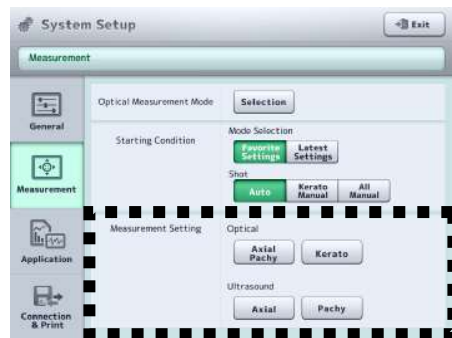 System Setup
Exit
Measurement
General
Measurement
Application
Connection
& Print
Optical Measurement Mode
Selection
Starting Condition
Mode Selection
Favorite
Settings
Latest
Settings
Shot
Auto
Kerato
Manual
All
Manual
Measurement Setting
Optical
Axial
Pachy
Kerato
Ultrasound
Axial
Pachy